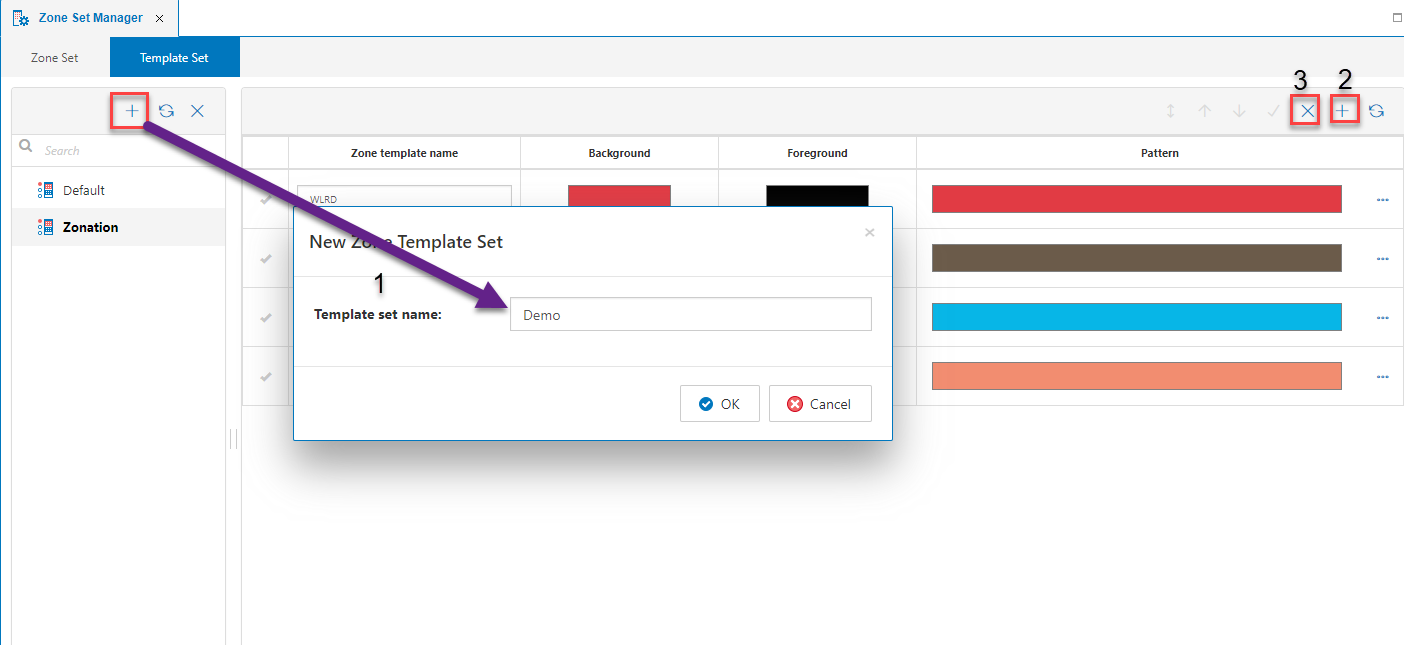 Zone Set Manager
Zone Set
Template Set
3
2
Search
Default
Zonation
Zone template name
Background
Foreground
Pattern
WLRD
New Zone Template Set
1
Template set name:
Demo
OK
Cancel